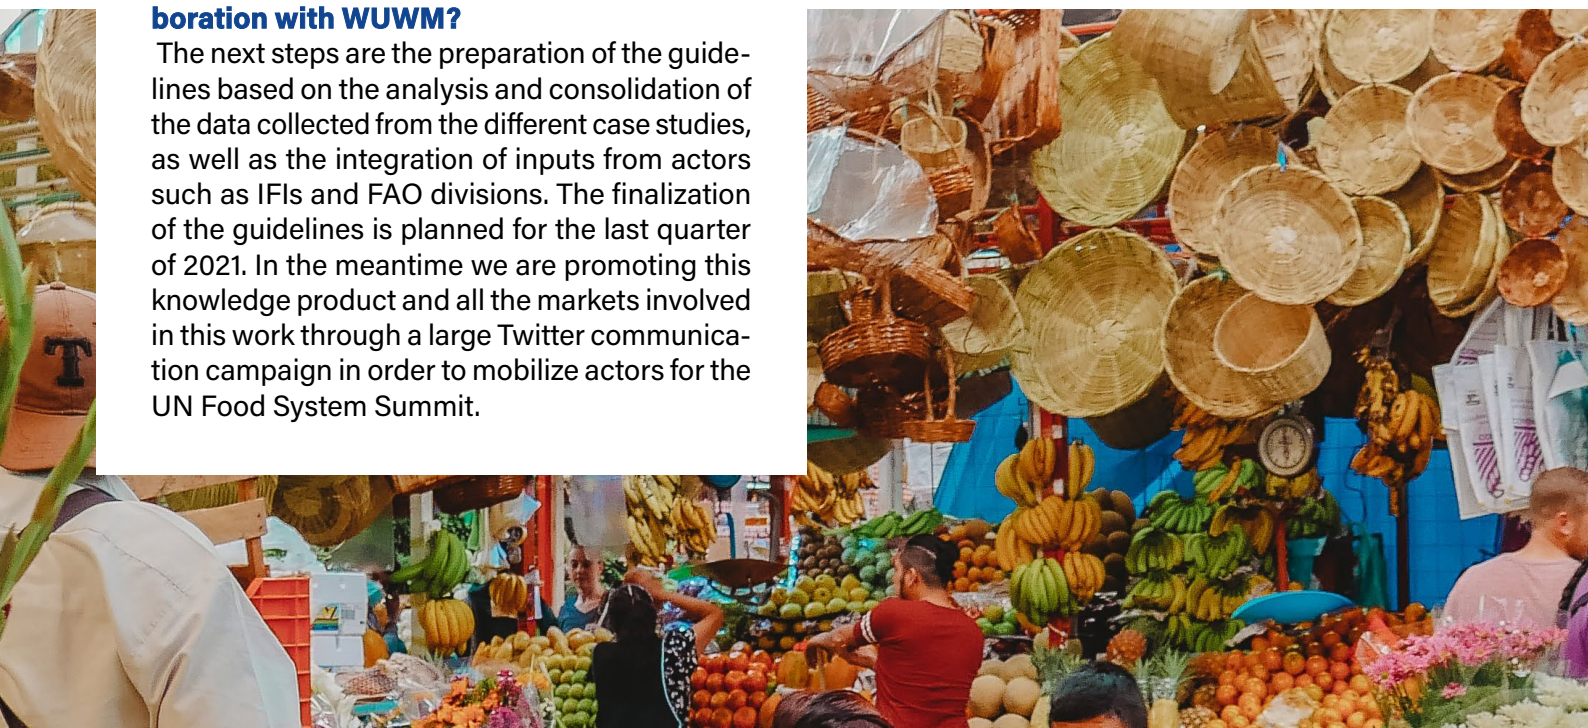 boration with WUWM?
The next steps are the preparation of the guide-
lines based on the analysis and consolidation of
the data collected from the different case studies,
as well as the integration of inputs from actors
such as IFIs and FAO divisions. The finalization
of the guidelines is planned for the last quarter
of 2021. In the meantime we are promoting this
knowledge product and all the markets involved
in this work through a large Twitter communica-
tion campaign in order to mobilize actors for the
UN Food System Summit.
T